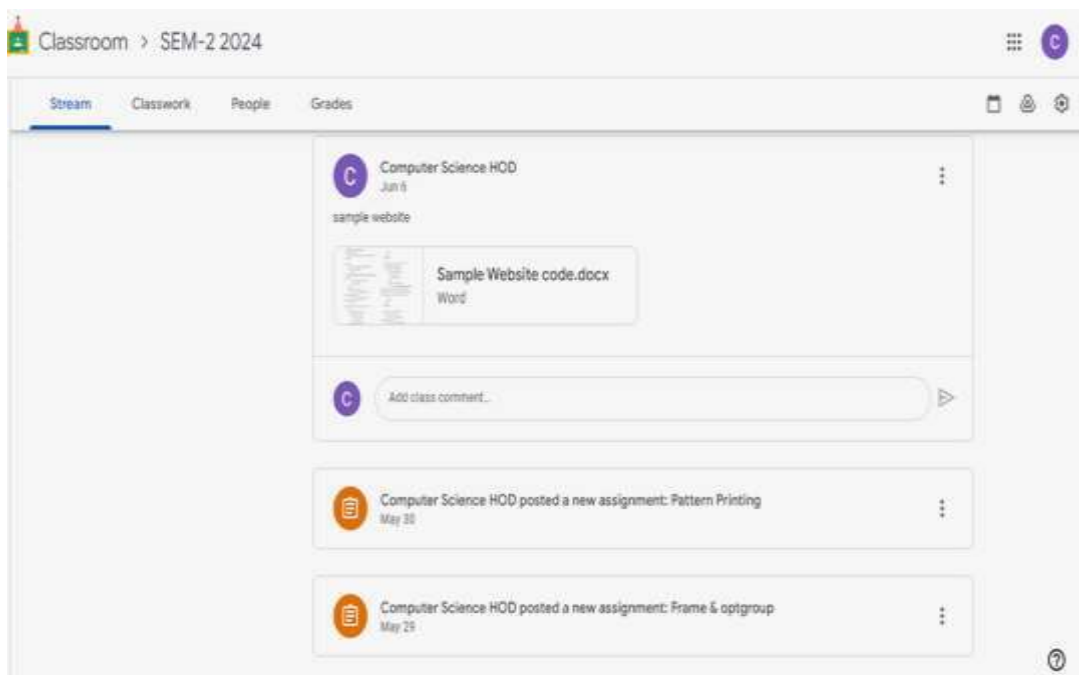 Classroom > SEM-2 2024
C
Stream Classwork People Grades
C
Computer Science HOD
Jun 6
sample website
Sample Website code.docx
Word
C
Add class comment...
Computer Science HOD posted a new assignment: Pattern Printing
May 30
Computer Science HOD posted a new assignment: Frame & optgroup
May 29